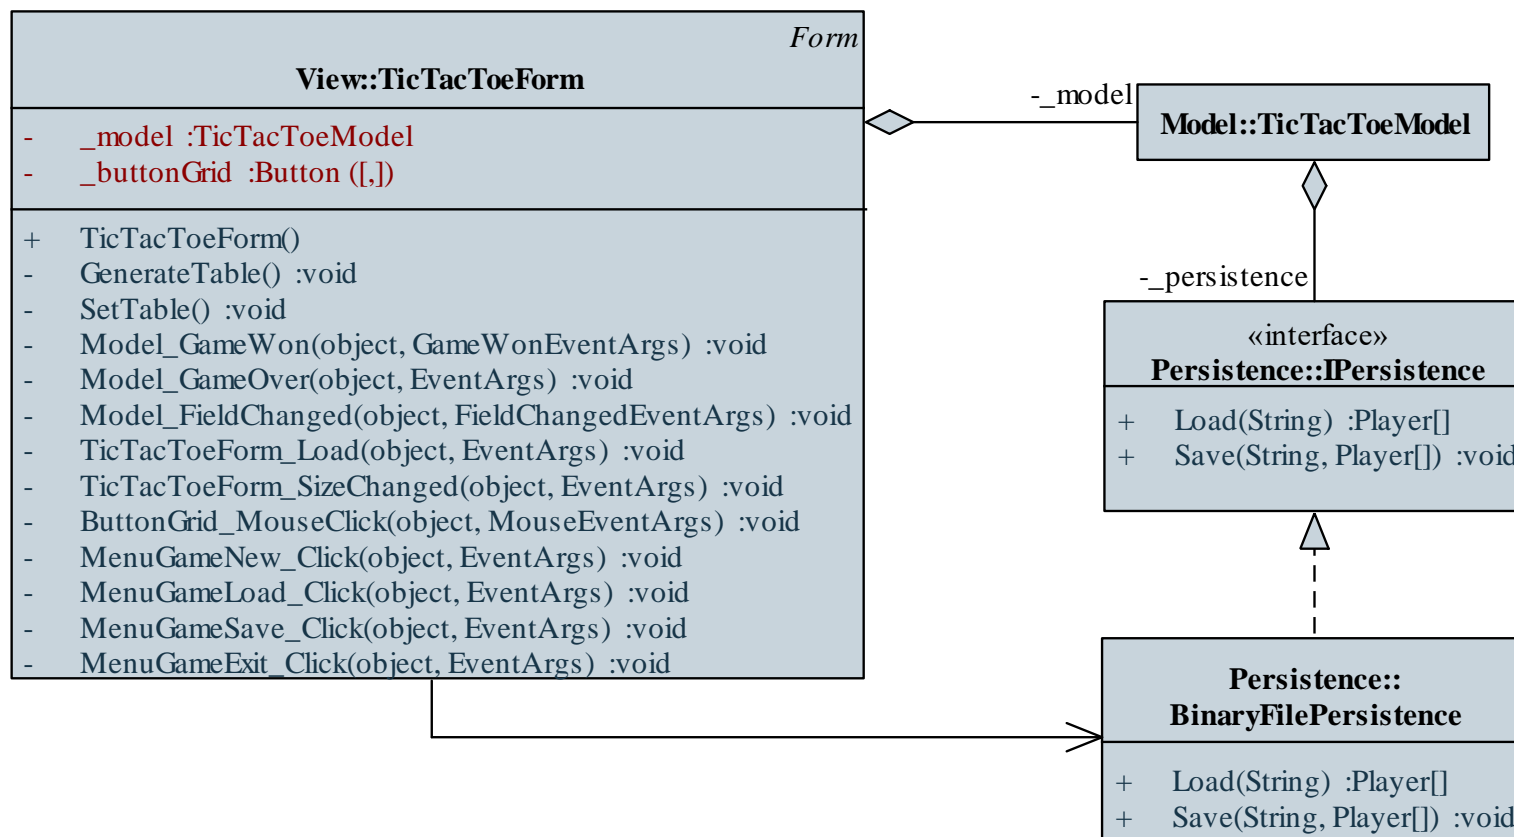 Form
View::TicTacToeForm
- _model :TicTacToeModel
- _buttonGrid :Button ([,])
+ TicTacToeForm()
- GenerateTable() :void
- SetTable() :void
- Model_GameWon(object, GameWonEventArgs) :void
- Model_GameOver(object, EventArgs) :void
- Model_FieldChanged(object, FieldChangedEventArgs) :void
- TicTacToeForm_Load(object, EventArgs) :void
- TicTacToeForm_SizeChanged(object, EventArgs) :void
- ButtonGrid_MouseClick(object, MouseEventArgs) :void
- MenuGameNew_Click(object, EventArgs) :void
- MenuGameLoad_Click(object, EventArgs) :void
- MenuGameSave_Click(object, EventArgs) :void
- MenuGameExit_Click(object, EventArgs) :void
-_model
Model::TicTacToeModel
-_persistence
«interface»
Persistence::IPersistence
+ Load(String) :Player[]
+ Save(String, Player[]) :void
Persistence::
BinaryFilePersistence
+ Load(String) :Player[]
+ Save(String, Player[]) :void